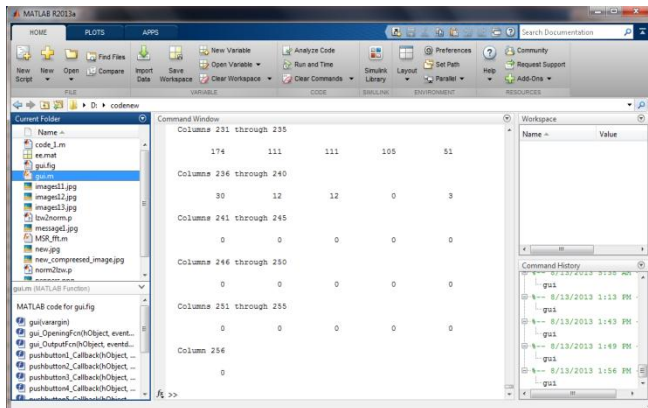 MATLAB R2013a
HOME PLOTS APPS
Search Documentation
New Script
New
Open
Find Files
Compare
Import Data
Save Workspace
New Variable
Open Variable
Clear Workspace
Analyze Code
Run and Time
Clear Commands
Simulink Library
Layout
Preferences
Set Path
Parallel
Help
Community
Request Support
Add-Ons
FILE VARIABLE CODE SIMULINK ENVIRONMENT RESOURCES
D: codenew
Current Folder
Name
code_1.m
ee.mat
gui.fig
gui.m
images11.jpg
images12.jpg
images13.jpg
lzw2norm.p
message1.jpg
MSR_fft.m
new.jpg
new_compreesed_image.jpg
norm2lzw.p
gui.m (MATLAB Function)
MATLAB code for gui.fig
gui(varargin)
gui_OpeningFcn(hObject, event...
gui_OutputFcn(hObject, eventd...
pushbutton1_Callback(hObject, ...
pushbutton2_Callback(hObject, ...
pushbutton3_Callback(hObject, ...
pushbutton4_Callback(hObject, ...
Command Window
Columns 231 through 235
174 111 111 105 51
Columns 236 through 240
30 12 12 0 3
Columns 241 through 245
0 0 0 0 0
Columns 246 through 250
0 0 0 0 0
Columns 251 through 255
0 0 0 0 0
Column 256
0
fx >>
Workspace
Name Value
Command History
gui
%-- 8/13/2013 1:13 PM
gui
%-- 8/13/2013 1:43 PM
gui
%-- 8/13/2013 1:49 PM
gui
%-- 8/13/2013 1:56 PM
gui